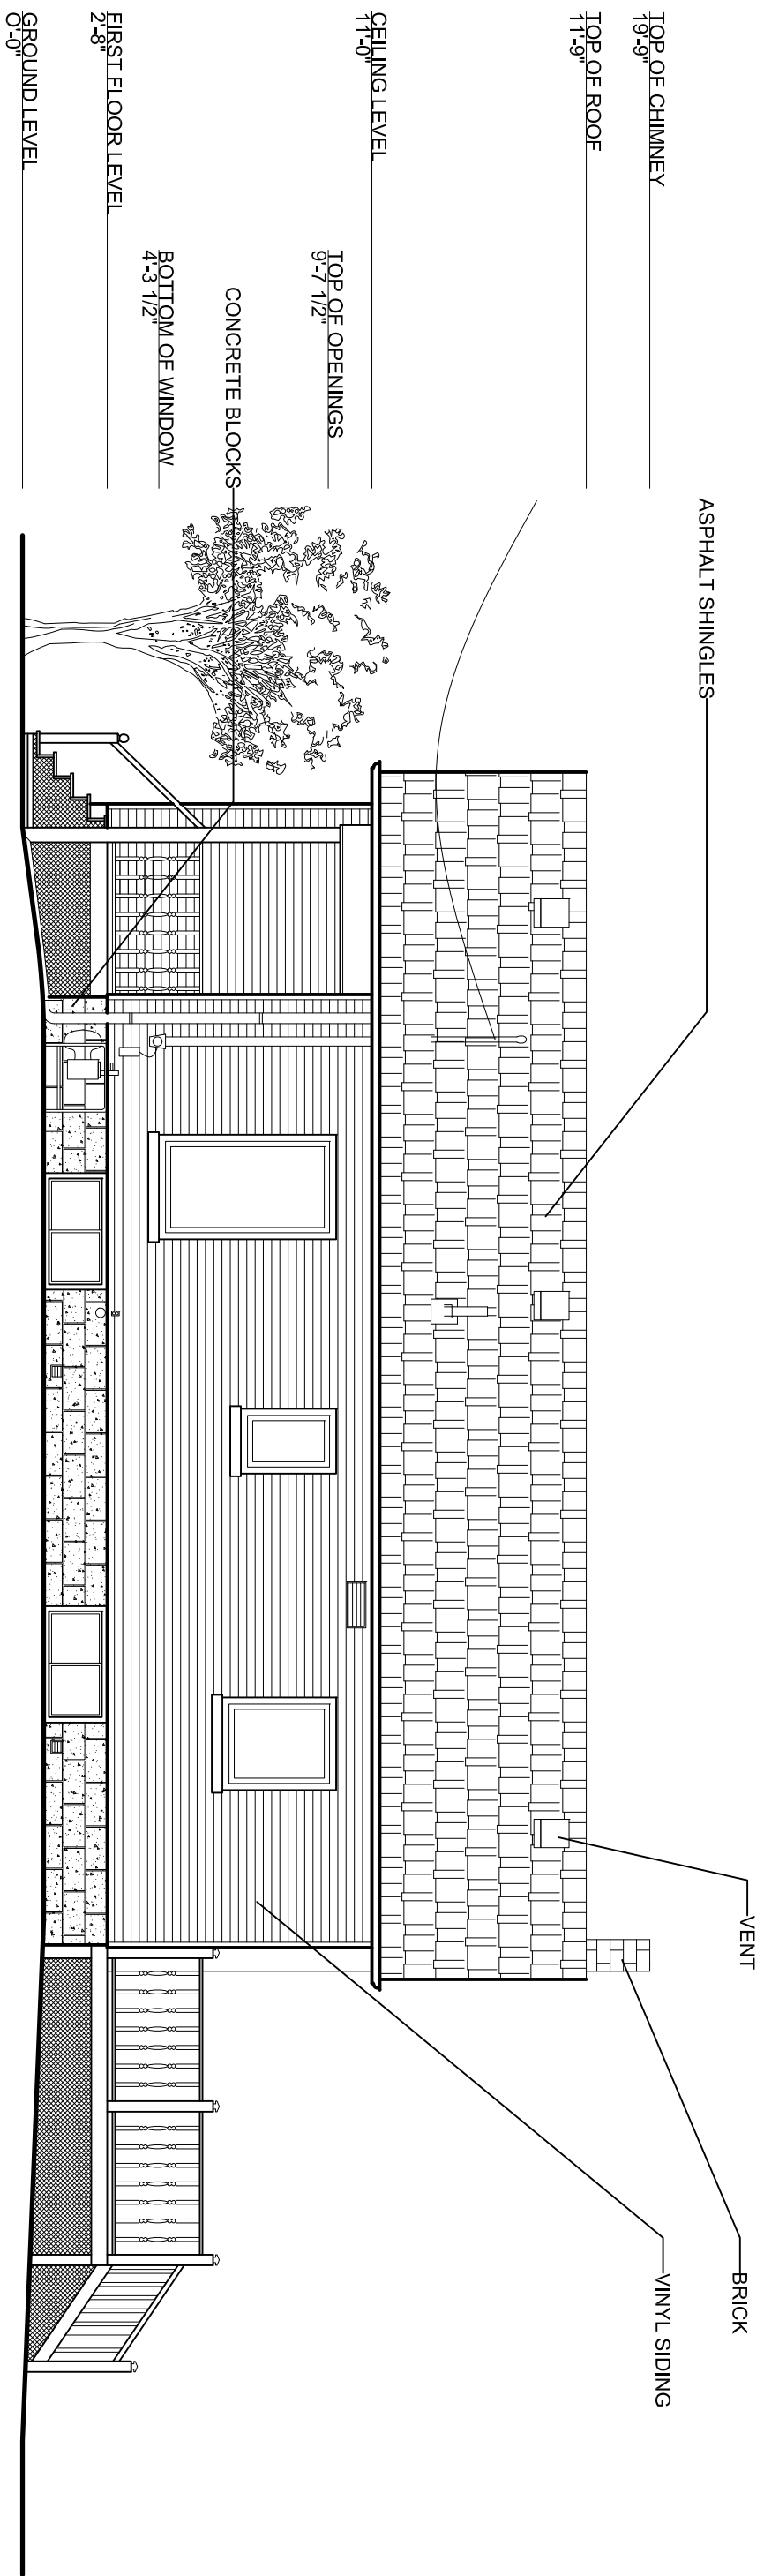 TOP OF CHIMNEY
19'-9"
TOP OF ROOF
11'-9"
CEILING LEVEL
11'-0"
TOP OF OPENINGS
9'-7 1/2"
CONCRETE BLOCKS
BOTTOM OF WINDOW
4'-3 1/2"
FIRST FLOOR LEVEL
2'-8"
GROUND LEVEL
O'-0"
ASPHALT SHINGLES
VENT
BRICK
VINYL SIDING